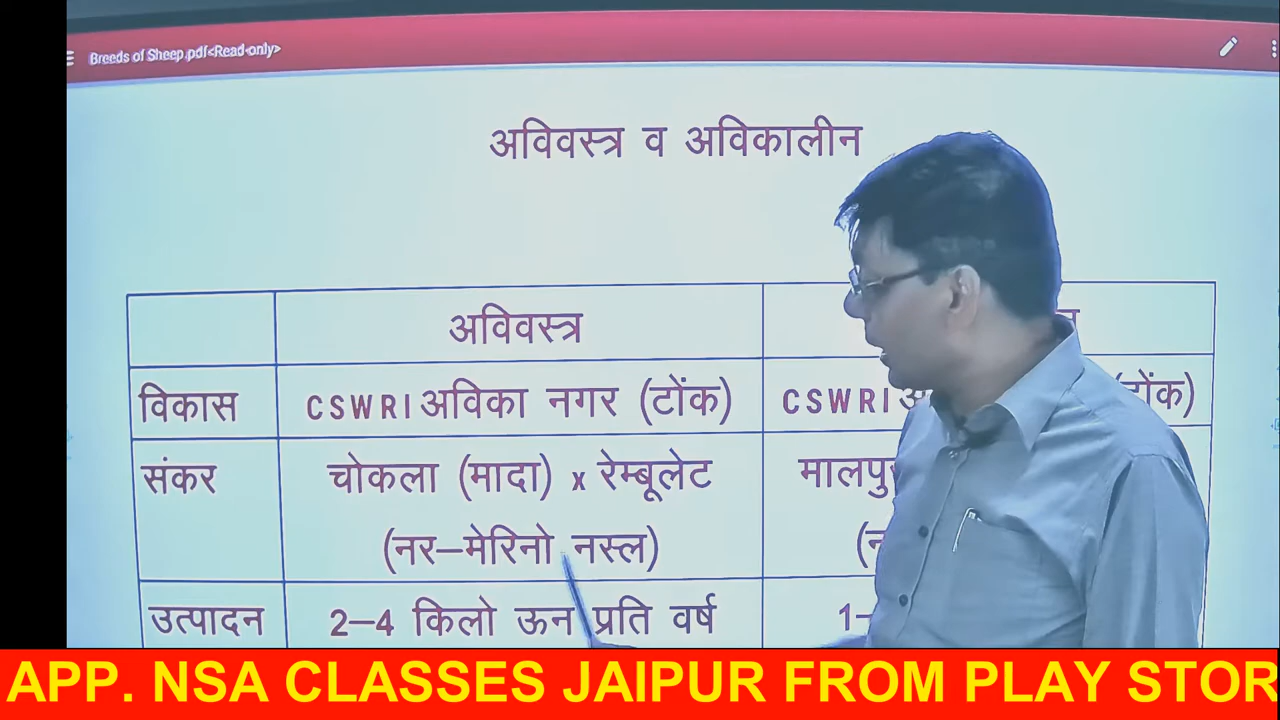 Breeds of Sheep.pdf<Read-only>
अविवस्त्र व अविकालीन
अविवस्त्र
विकास CSWRI अविका नगर (टोंक) CSWRI (टोंक)
संकर चोकला (मादा) x रेम्बूलेट
(नर–मेरिनो नस्ल)
उत्पादन 2–4 किलो ऊन प्रति वर्ष 1–
APP. NSA CLASSES JAIPUR FROM PLAY STOR